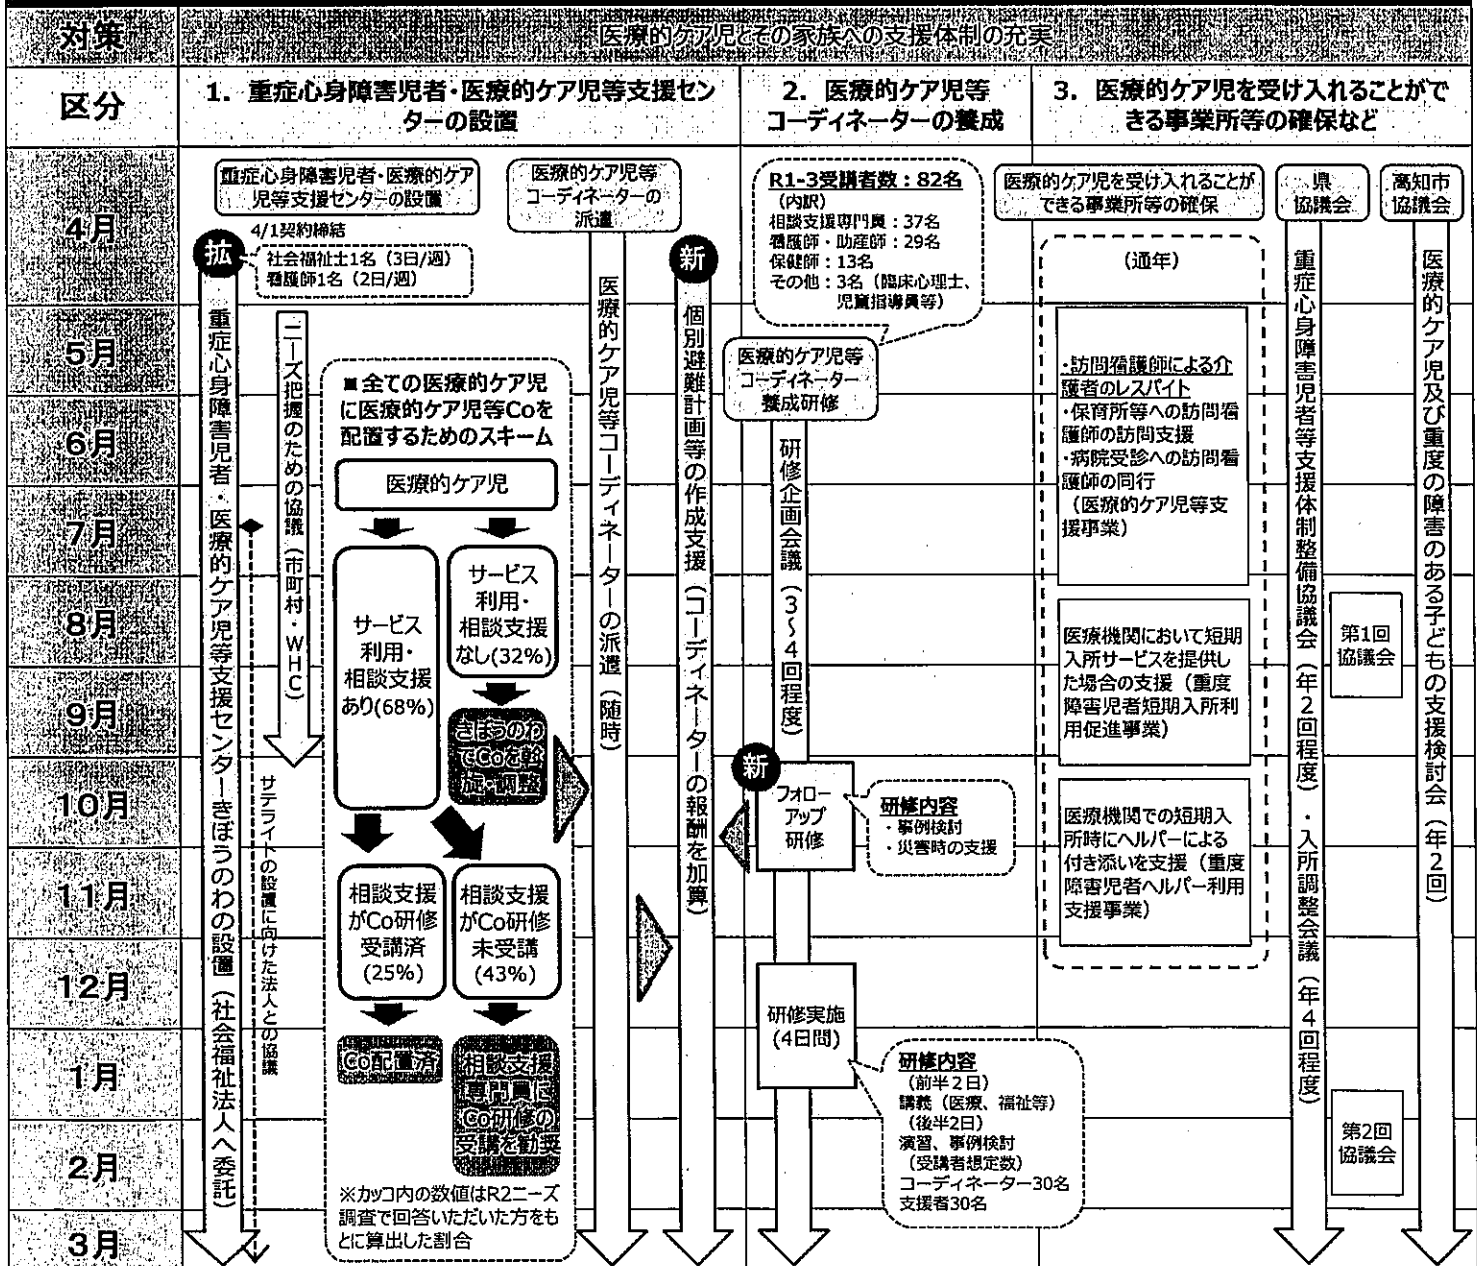 対策
医療的ケア児とその家族への支援体制の充実
区分
1. 重症心身障害児者・医療的ケア児等支援セン
ターの設置
2. 医療的ケア児等
コーディネーターの養成
3. 医療的ケア児を受け入れることがで
きる事業所等の確保など
4月
5月
6月
7月
8月
9月
10月
11月
12月
1月
2月
3月
重症心身障害児者・医療的ケア
児等支援センターの設置
4/1契約締結
拡
社会福祉士1名（3日/週）
看護師1名（2日/週）
重症心身障害児者・医療的ケア児等支援センターきぼうのわの設置（社会福祉法人へ委託）
ニーズ把握のための協議（市町村・WHC）
サテライトの設置に向けた法人との協議
■全ての医療的ケア児
に医療的ケア児等Coを
配置するためのスキーム
医療的ケア児
サービス
利用・
相談支援
あり(68%)
サービス
利用・
相談支援
なし(32%)
きぼうのわ
でCoを斡
旋・調整
相談支援
がCo研修
受講済
(25%)
相談支援
がCo研修
未受講
(43%)
Co配置済
相談支援
専門員に
Co研修の
受講を勧奨
※カッコ内の数値はR2ニーズ
調査で回答いただいた方をも
とに算出した割合
医療的ケア児等
コーディネーターの
派遣
医療的ケア児等コーディネーターの派遣（随時）
新
個別避難計画等の作成支援（コーディネーターの報酬を加算）
R1-3受講者数：82名
（内訳）
相談支援専門員：37名
看護師・助産師：29名
保健師：13名
その他：3名（臨床心理士、
児童指導員等）
医療的ケア児等
コーディネーター
養成研修
研修企画会議（3～4回程度）
新
フォロー
アップ
研修
研修内容
・事例検討
・災害時の支援
研修実施
(4日間)
研修内容
（前半2日）
講義（医療、福祉等）
（後半2日）
演習、事例検討
（受講者想定数）
コーディネーター30名
支援者30名
医療的ケア児を受け入れることが
できる事業所等の確保
（通年）
・訪問看護師による介
護者のレスパイト
・保育所等への訪問看
護師の訪問支援
・病院受診への訪問看
護師の同行
（医療的ケア児等支
援事業）
医療機関において短期
入所サービスを提供し
た場合の支援（重度
障害児者短期入所利
用促進事業）
医療機関での短期入
所時にヘルパーによる
付き添いを支援（重度
障害児者ヘルパー利用
支援事業）
県
協議会
重症心身障害児者等支援体制整備協議会（年2回程度）・入所調整会議（年4回程度）
第1回
協議会
第2回
協議会
高知市
協議会
医療的ケア児及び重度の障害のある子どもの支援検討会（年2回）